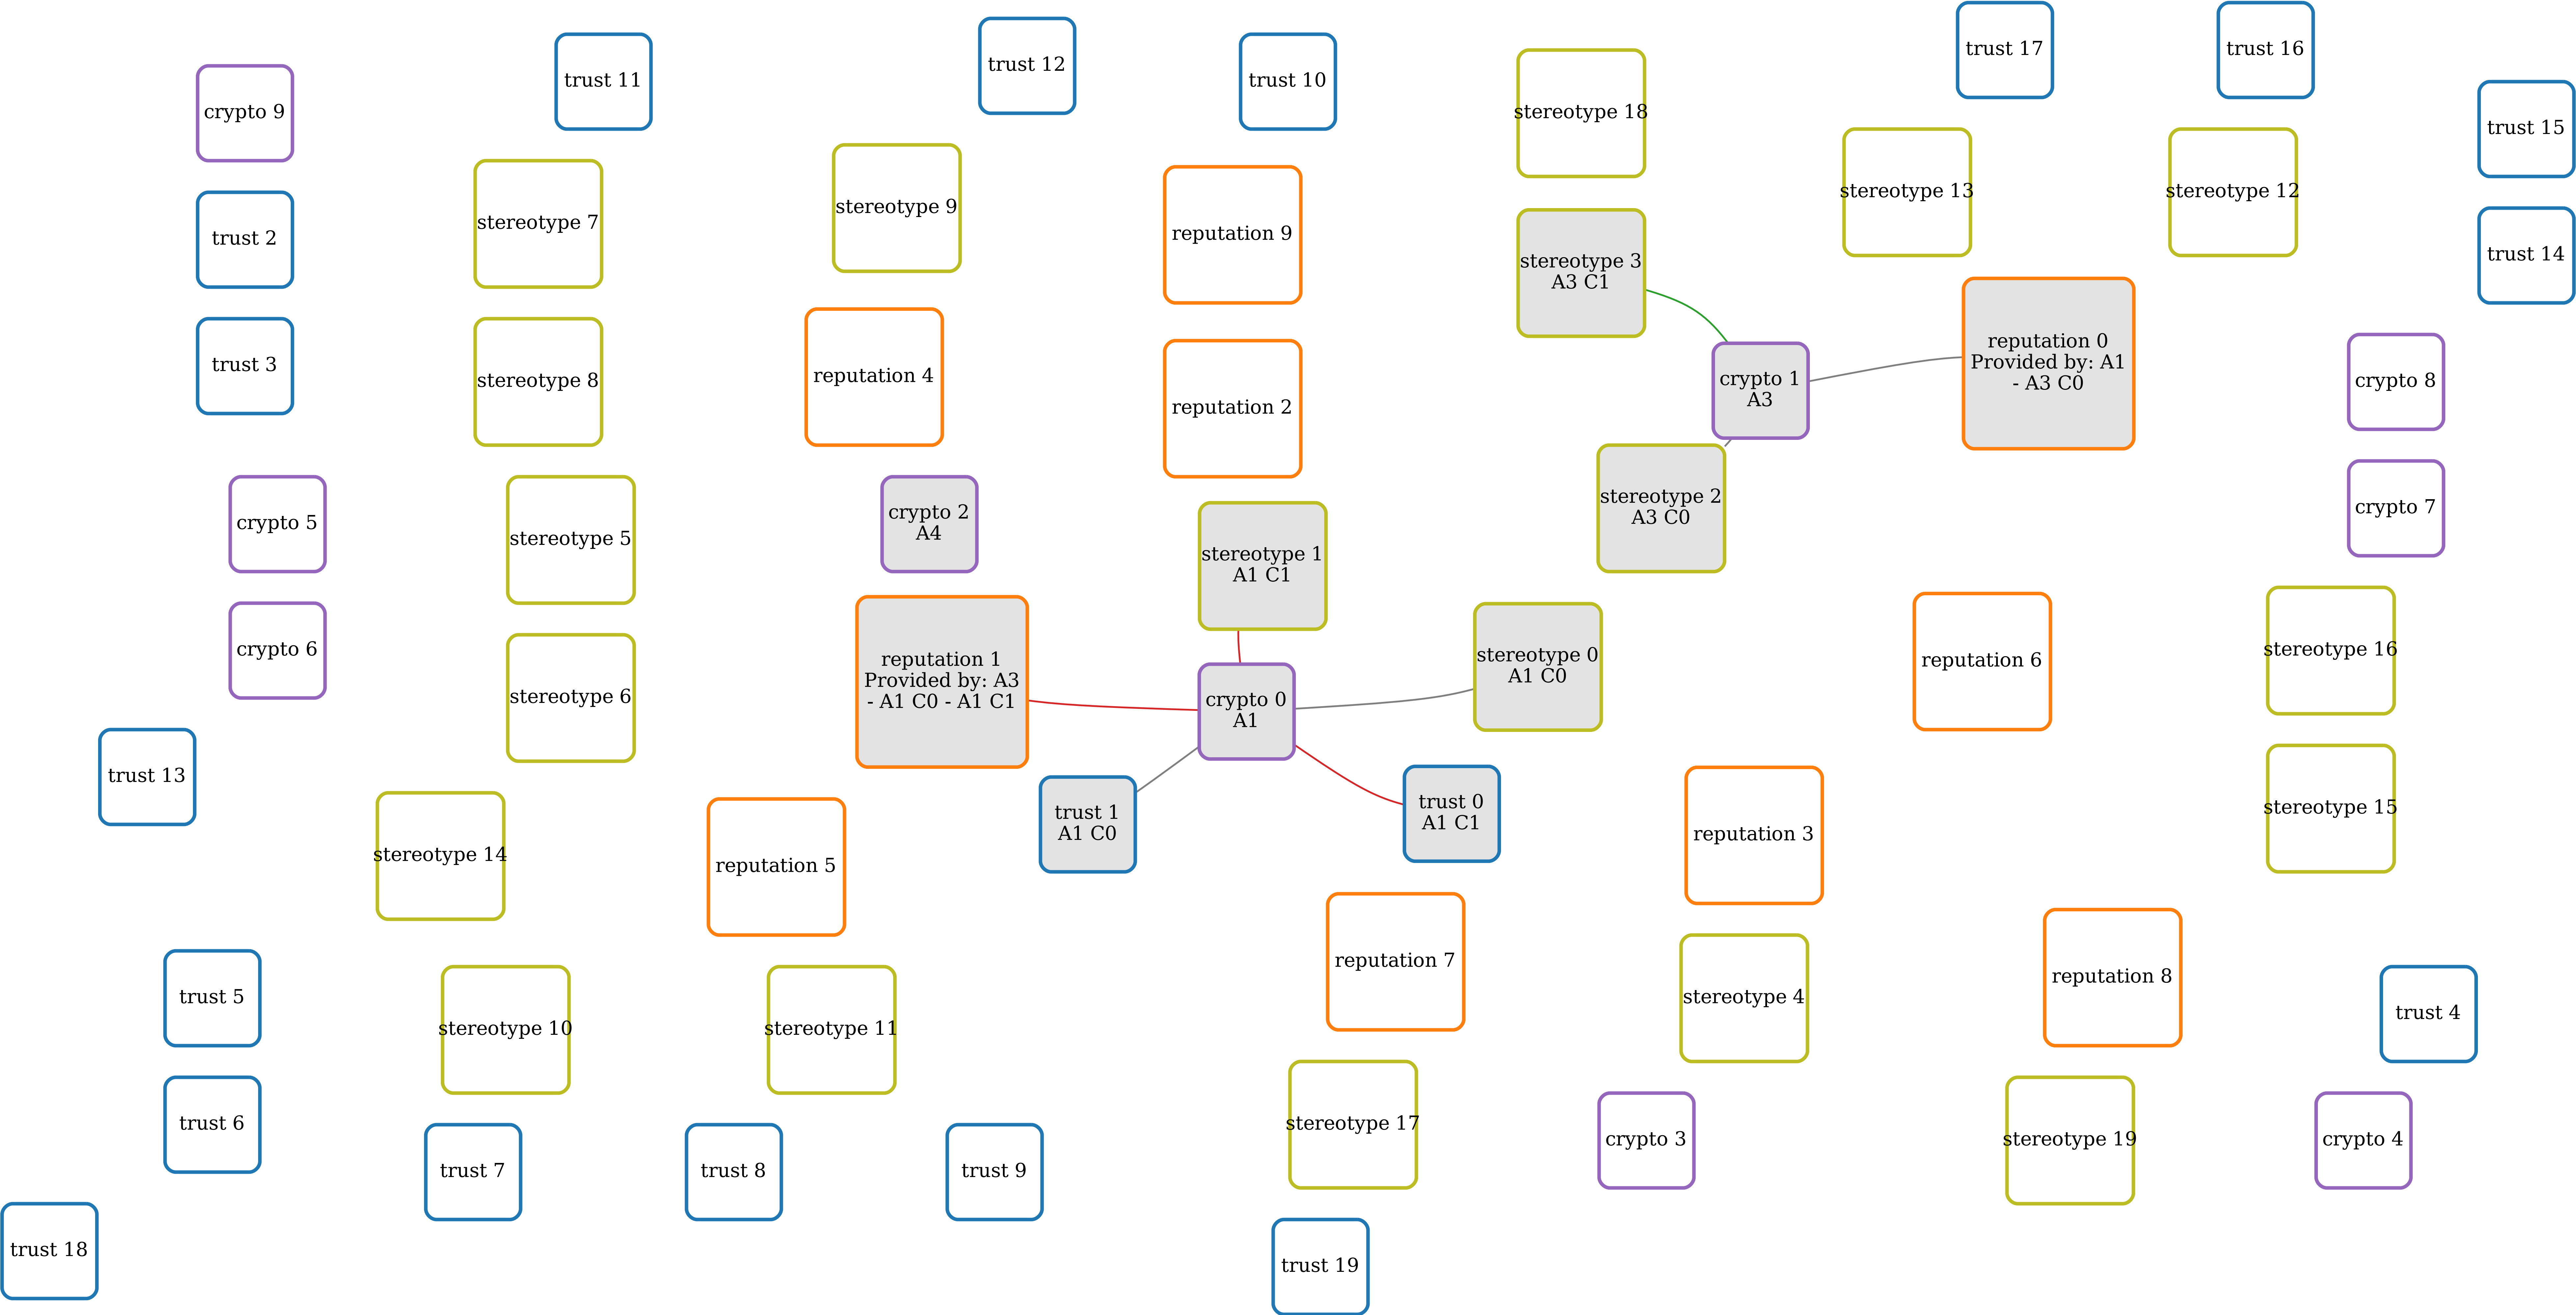 trust 17
trust 16
trust 12
trust 11
trust 10
crypto 9
stereotype 18
trust 15
stereotype 13
stereotype 12
stereotype 9
stereotype 7
reputation 9
trust 2
trust 14
stereotype 3
A3 C1
reputation 0
Provided by: A1
- A3 C0
trust 3
reputation 4
stereotype 8
crypto 1
A3
crypto 8
reputation 2
stereotype 2
A3 C0
crypto 7
crypto 5
crypto 2
A4
stereotype 5
stereotype 1
A1 C1
crypto 6
stereotype 16
stereotype 0
A1 C0
reputation 1
Provided by: A3
- A1 C0 - A1 C1
reputation 6
stereotype 6
crypto 0
A1
trust 13
trust 1
A1 C0
trust 0
A1 C1
stereotype 15
reputation 3
stereotype 14
reputation 5
reputation 7
reputation 8
trust 5
stereotype 4
trust 4
stereotype 10
stereotype 11
trust 6
stereotype 17
crypto 3
stereotype 19
crypto 4
trust 7
trust 8
trust 9
trust 18
trust 19